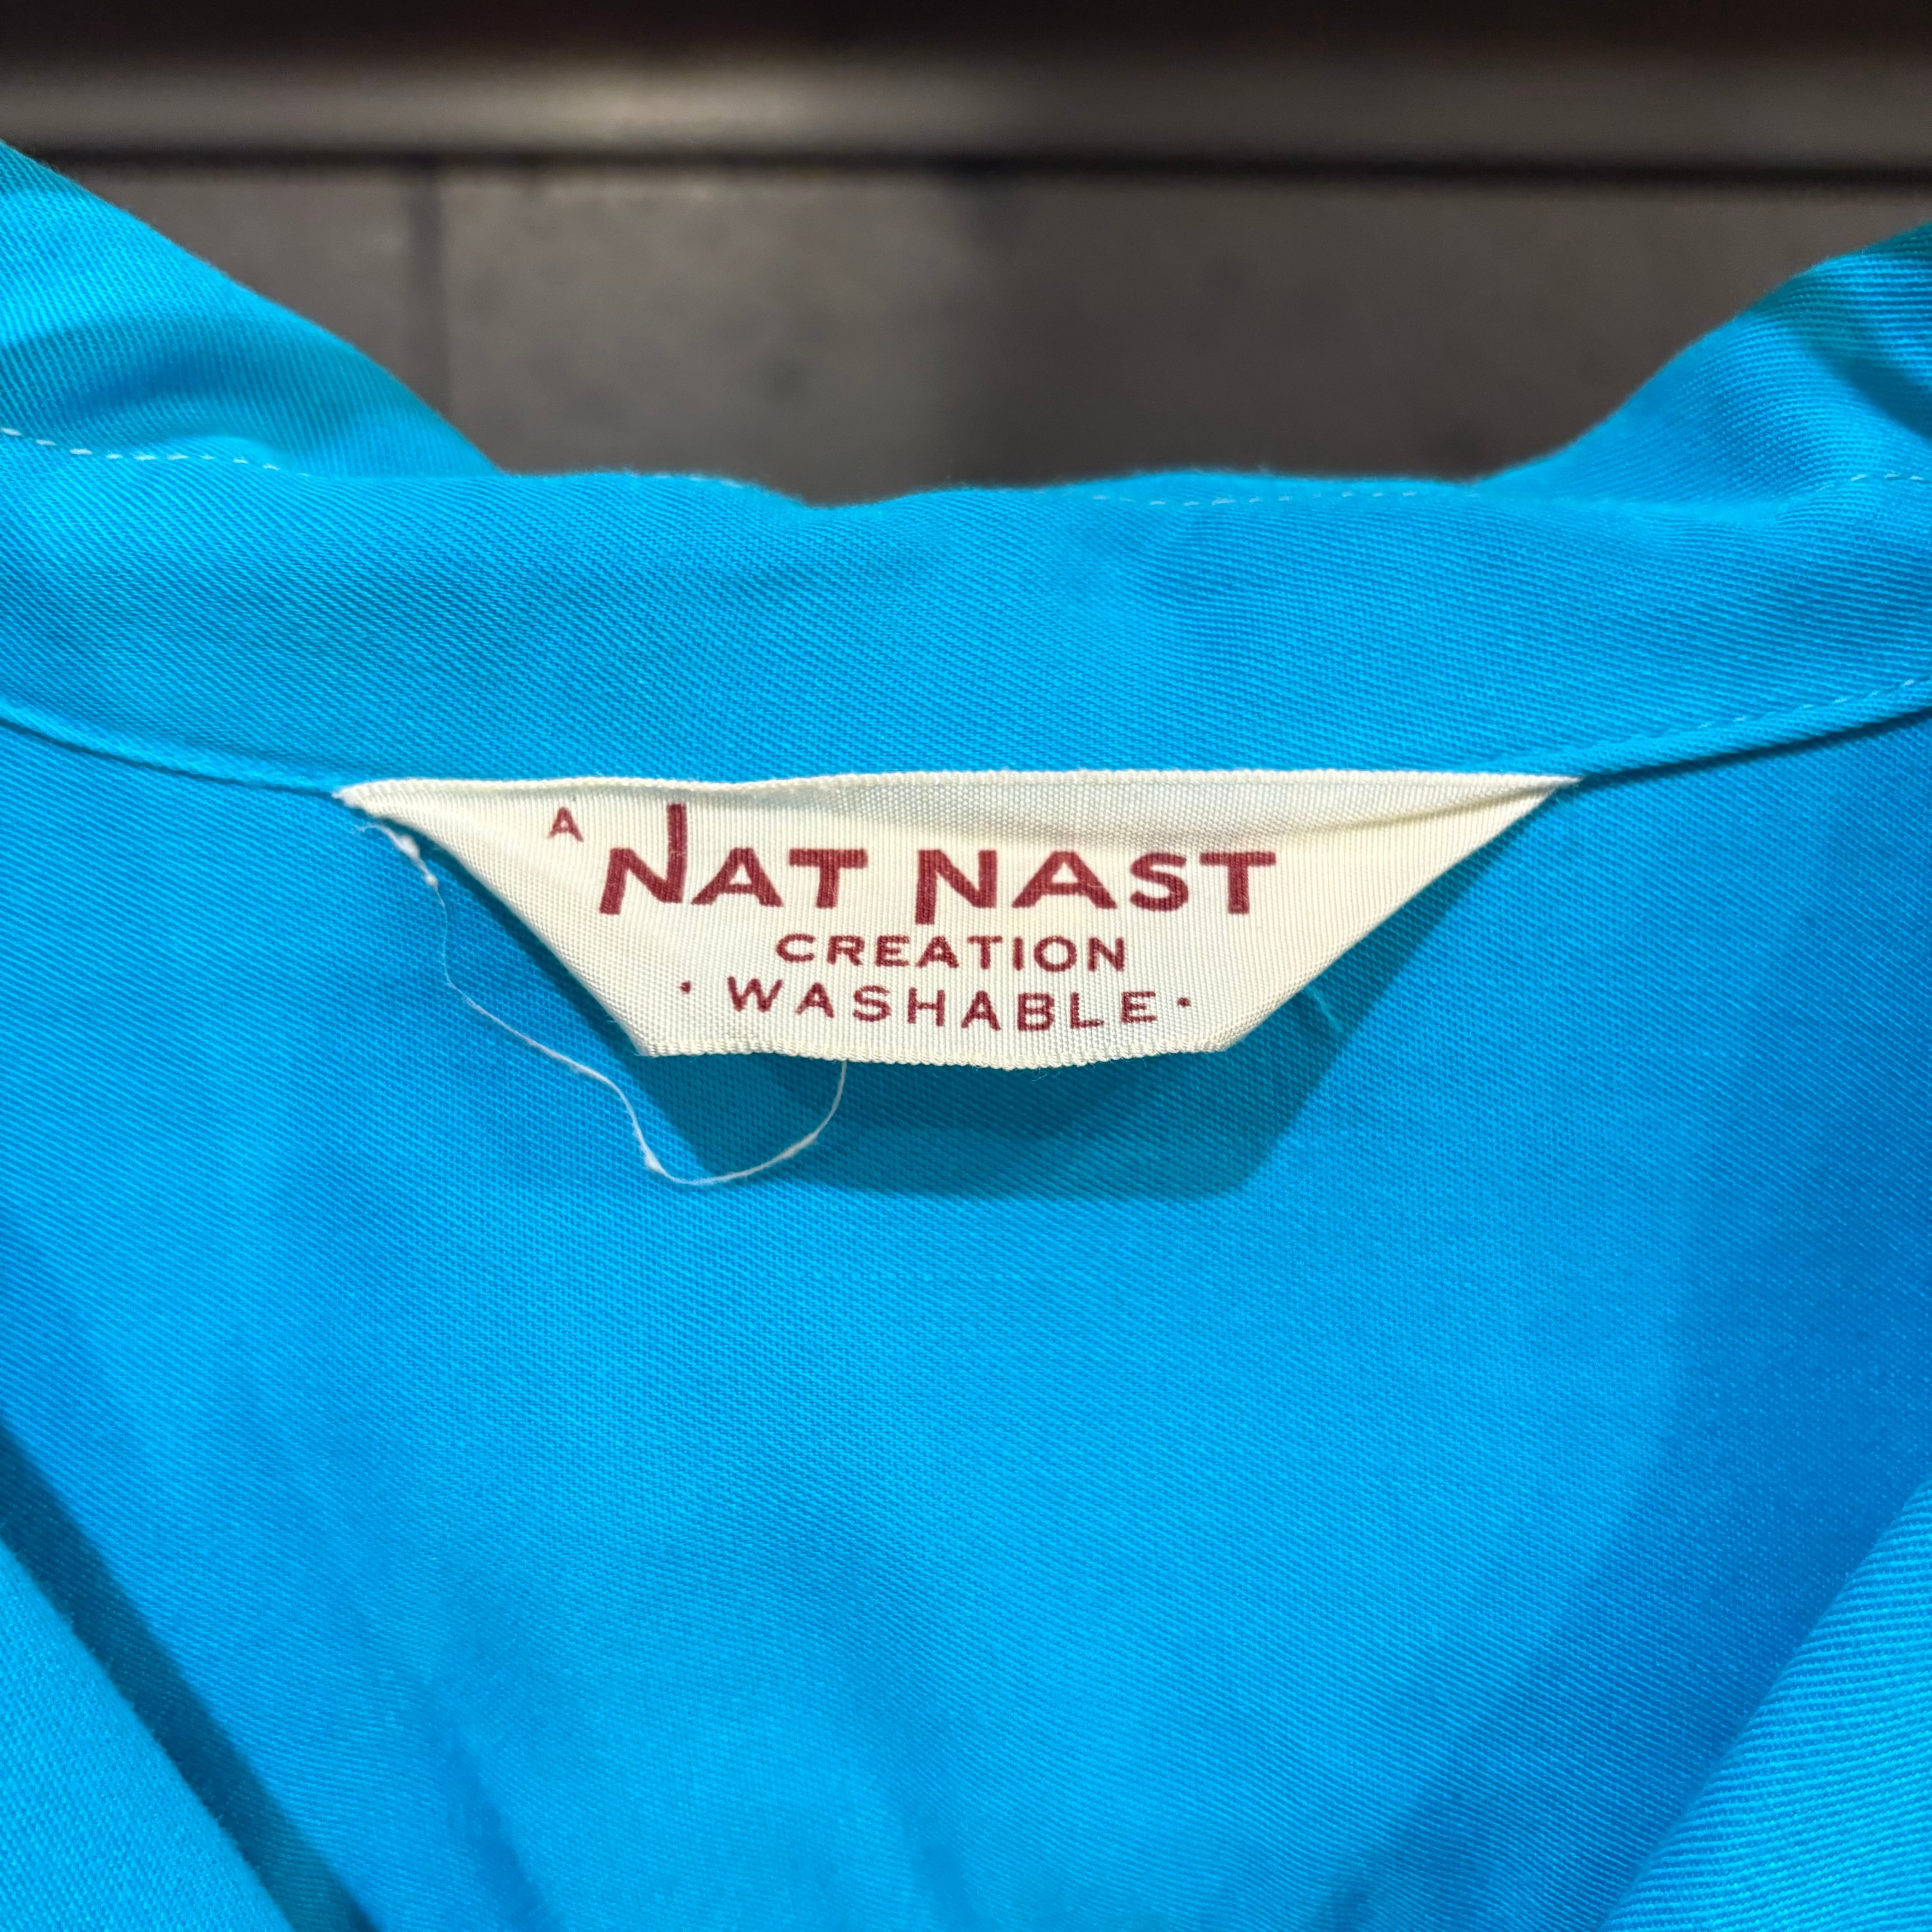 A NAT NAST
CREATION
· WASHABLE ·